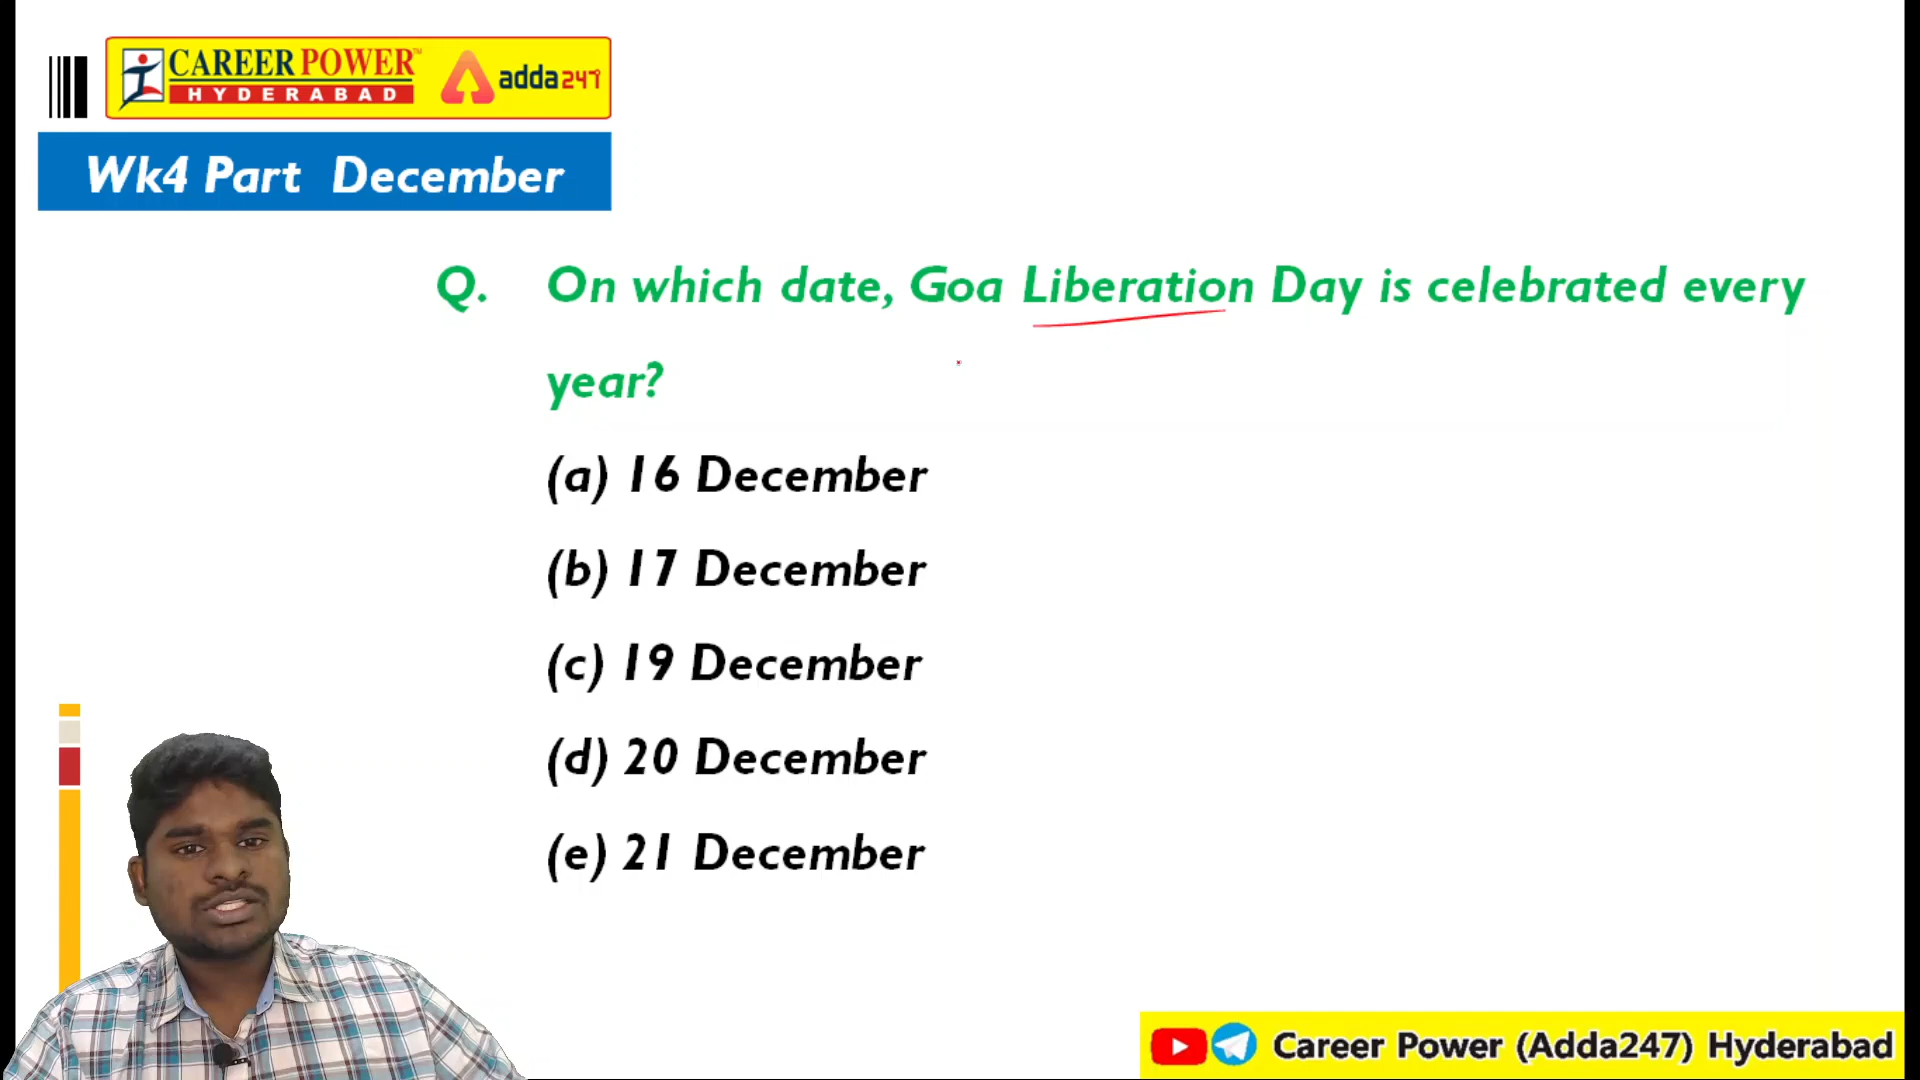 CAREER POWER
HYDERABAD
adda247
Wk4 Part December
Q. On which date, Goa Liberation Day is celebrated every
year?
(a) 16 December
(b) 17 December
(c) 19 December
(d) 20 December
(e) 21 December
Career Power (Adda247) Hyderabad